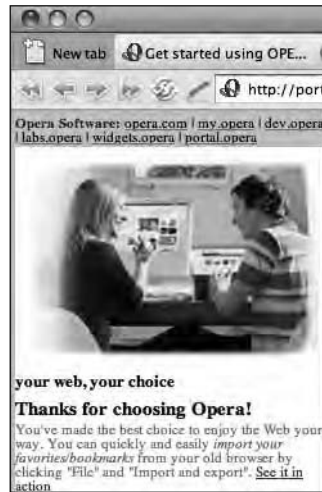 New tab
Get started using OPE...
http://port
Opera Software: opera.com | my.opera | dev.opera
| labs.opera | widgets.opera | portal.opera
your web, your choice
Thanks for choosing Opera!
You've made the best choice to enjoy the Web your
way. You can quickly and easily import your
favorites/bookmarks from your old browser by
clicking "File" and "Import and export". See it in
action